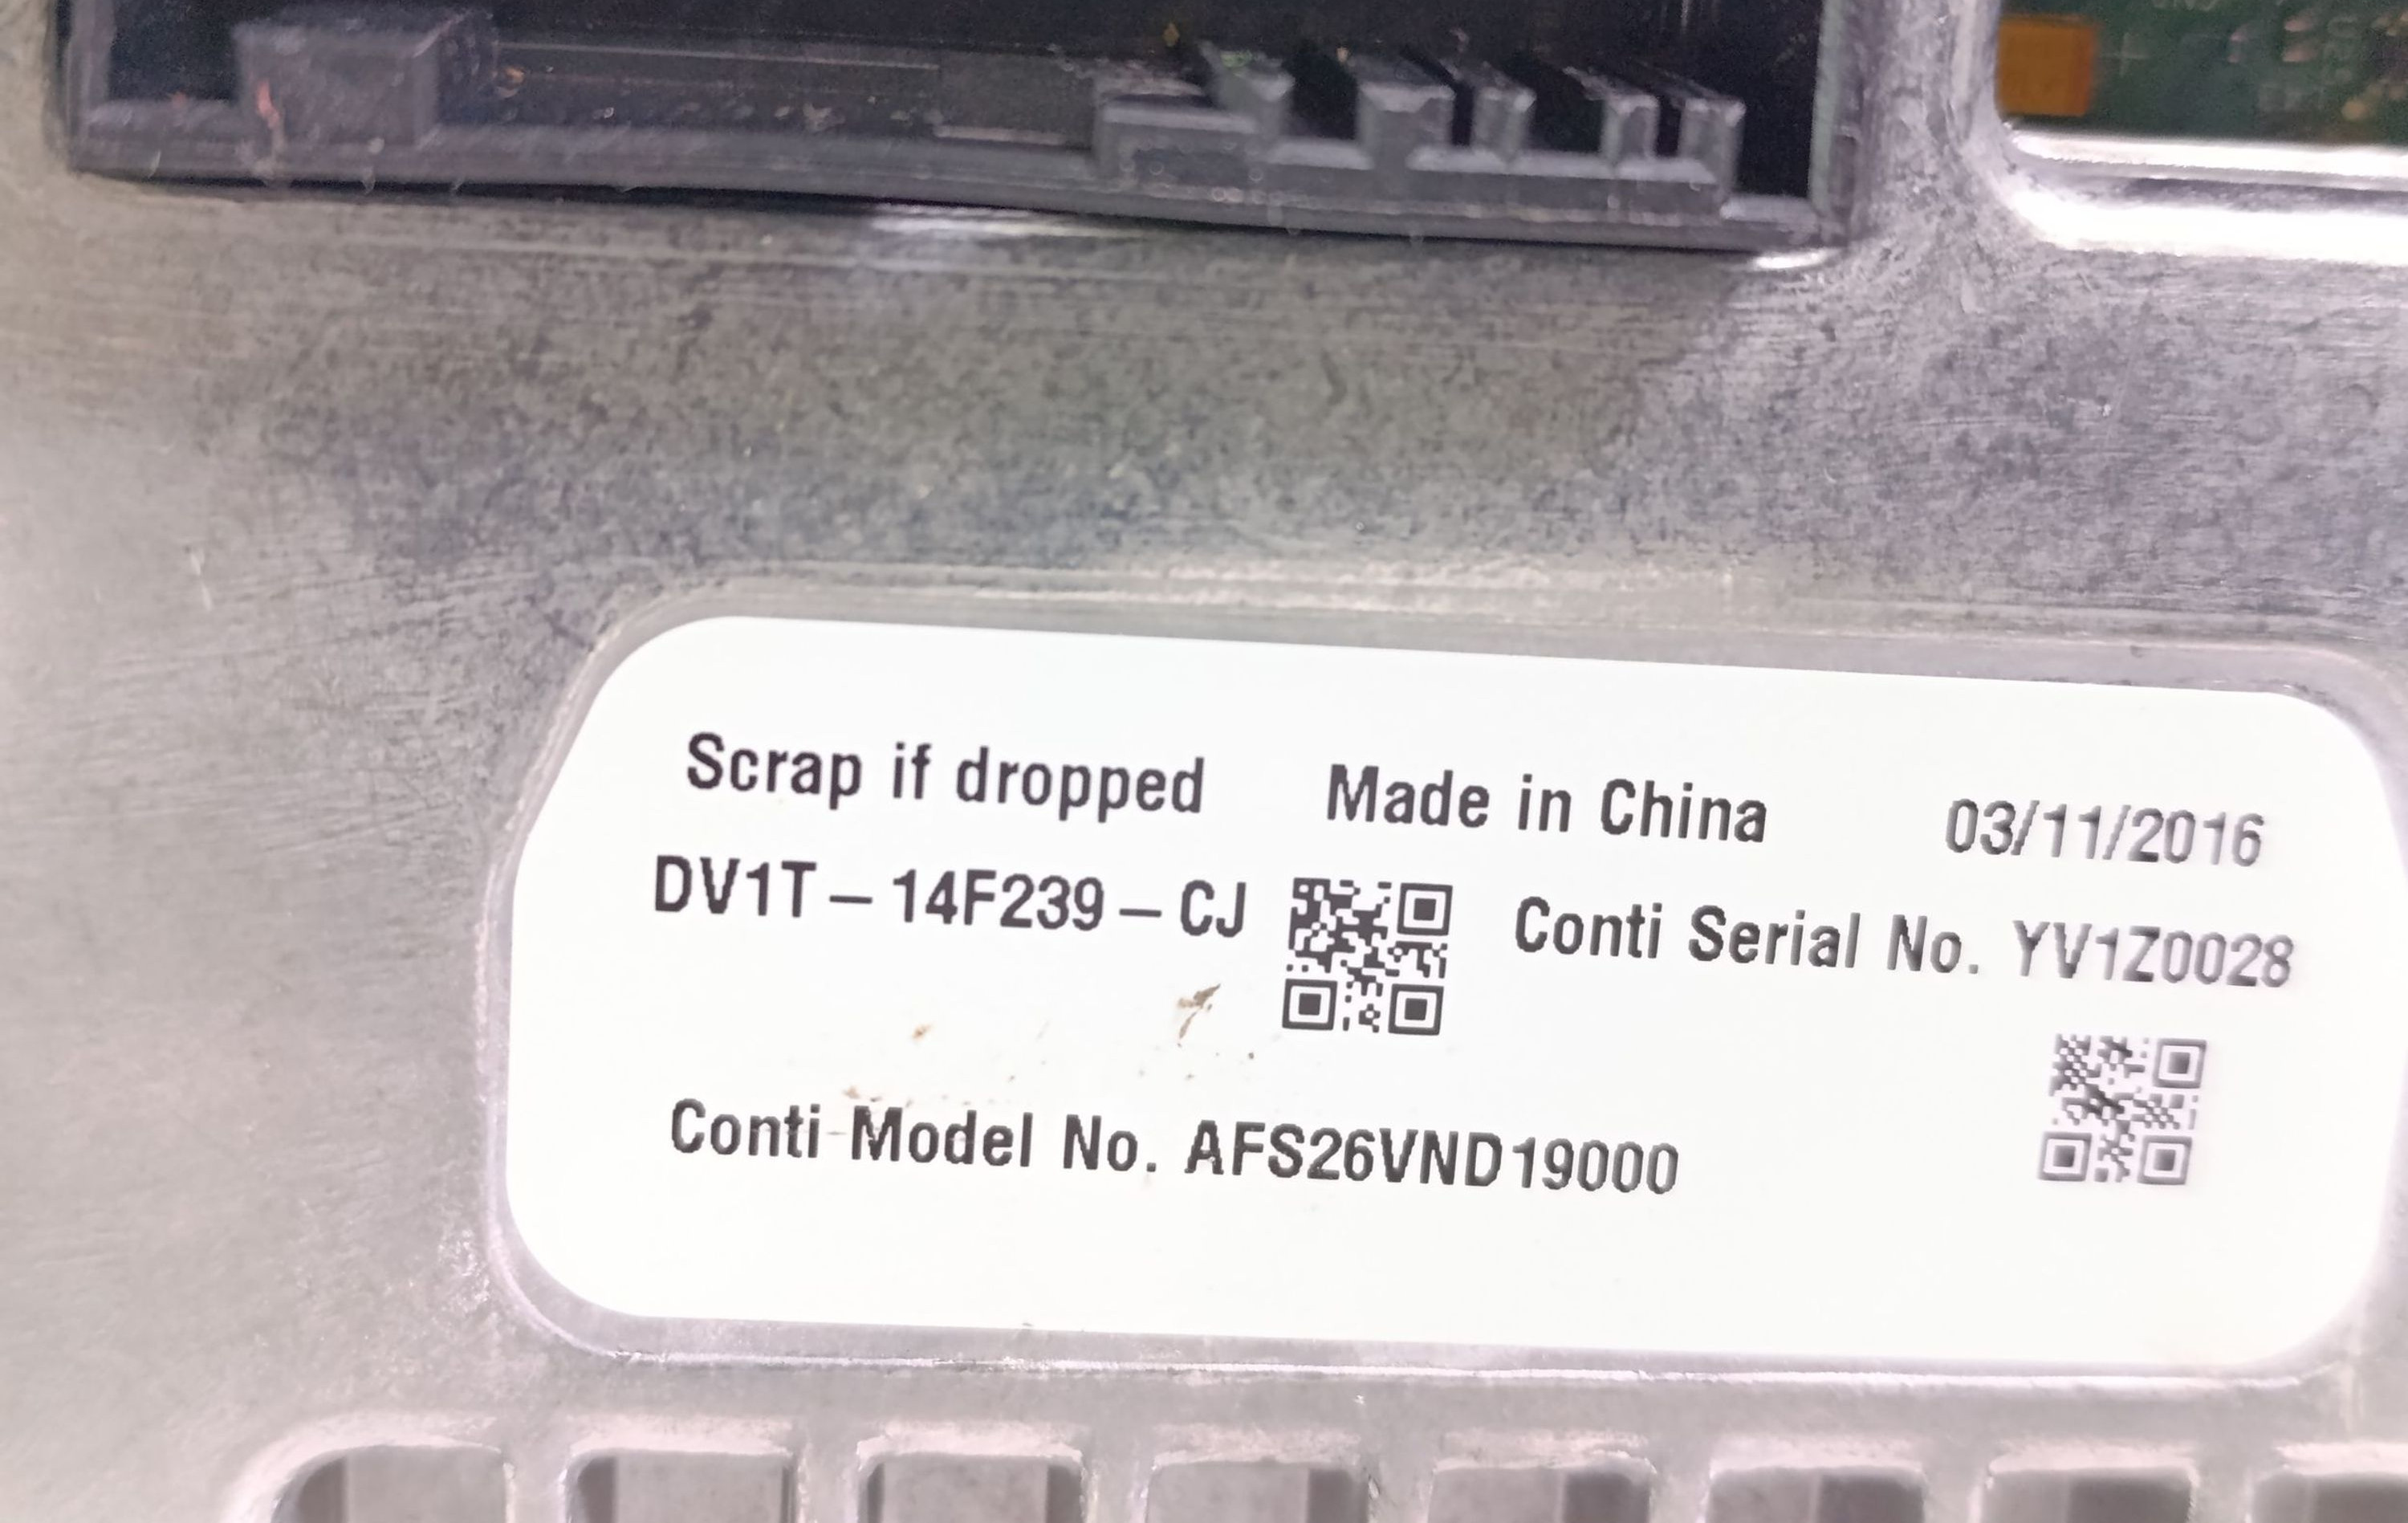 Scrap if dropped Made in China 03/11/2016
DV1T – 14F239 – CJ Conti Serial No. YV1Z0028
Conti Model No. AFS26VND19000